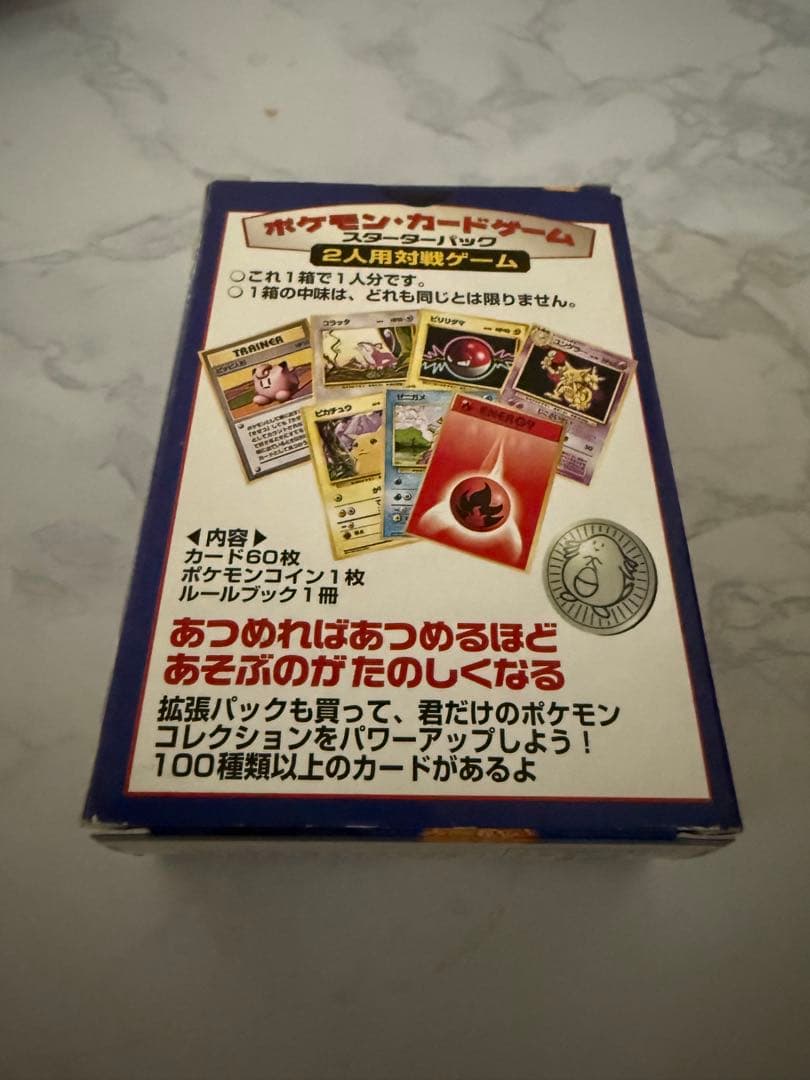 ポケモン・カードゲーム
スターターパック
2人用対戦ゲーム
○これ1箱で1人分です。
○1箱の中味は、どれも同じとは限りません。
TRAINER
ピッピ人形
コラッタ
ビリリダマ
ユンゲラー
ピカチュウ
ゼニガメ
ENERGY
◀内容▶
カード60枚
ポケモンコイン1枚
ルールブック1冊
あつめればあつめるほど
あそぶのがたのしくなる
拡張パックも買って、君だけのポケモン
コレクションをパワーアップしよう！
100種類以上のカードがあるよ